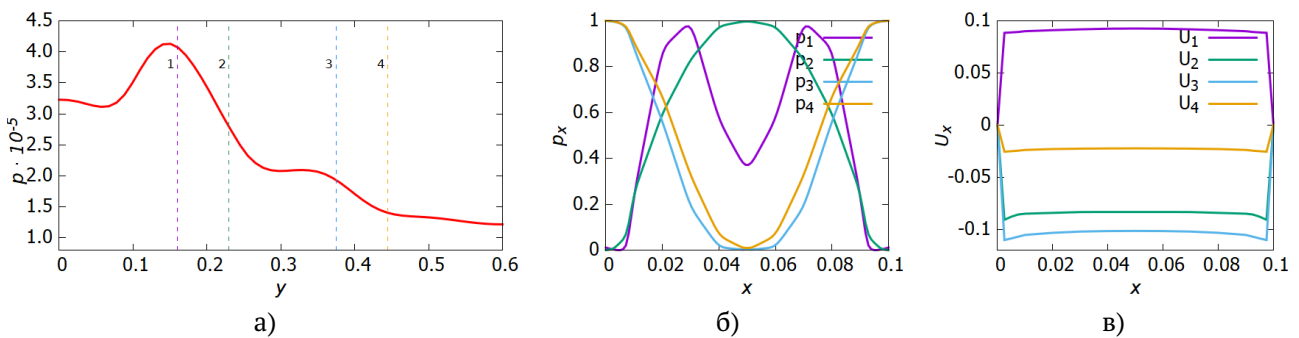 4.5
4.0
3.5
3.0
2.5
2.0
1.5
1.0
p · 10⁻⁵
1
2
3
4
0
0.1
0.2
0.3
0.4
0.5
0.6
y
а)
1
0.8
0.6
0.4
0.2
0
pₓ
p₁
p₂
p₃
p₄
0
0.02
0.04
0.06
0.08
0.10
x
б)
0.1
0.05
0
-0.05
-0.1
Uₓ
U₁
U₂
U₃
U₄
0
0.02
0.04
0.06
0.08
0.1
x
в)